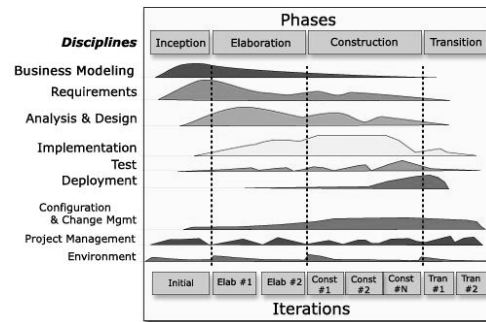 Phases
Disciplines
Inception
Elaboration
Construction
Transition
Business Modeling
Requirements
Analysis & Design
Implementation
Test
Deployment
Configuration
& Change Mgmt
Project Management
Environment
Initial
Elab #1
Elab #2
Const
#1
Const
#2
Const
#N
Tran
#1
Tran
#2
Iterations